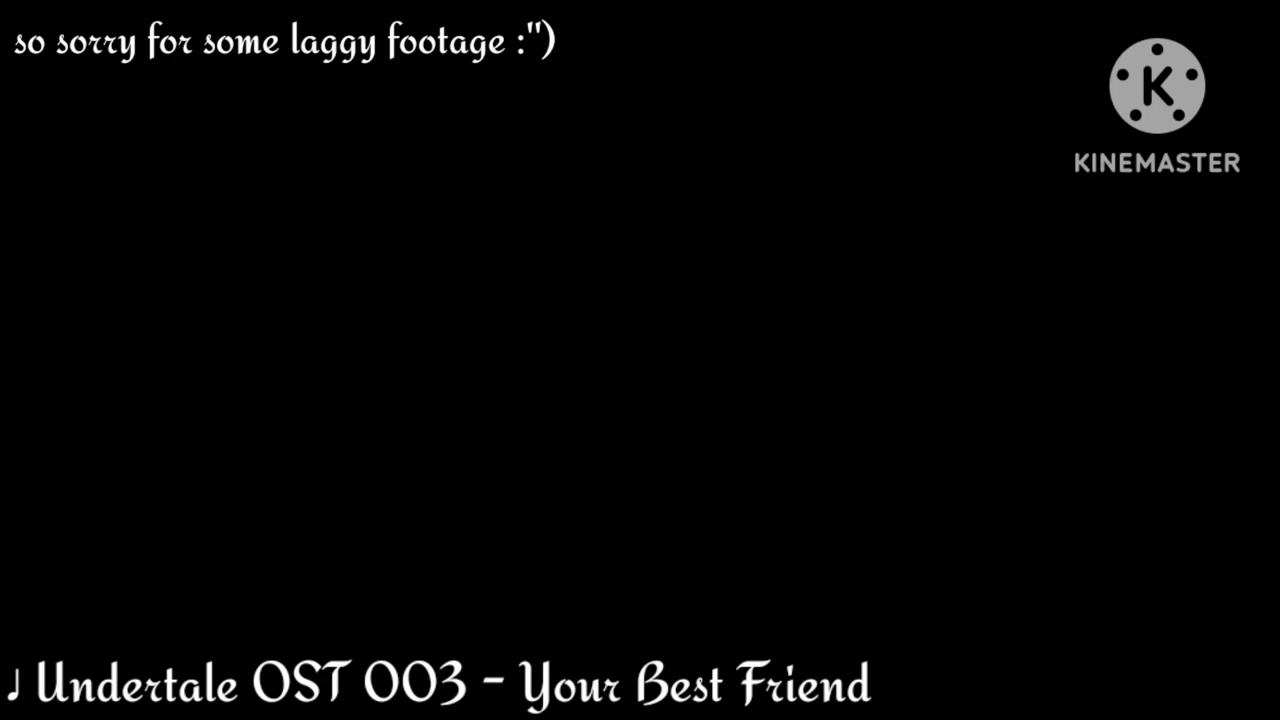 so sorry for some laggy footage :")
KINEMASTER
♩ Undertale OST 003 - Your Best Friend